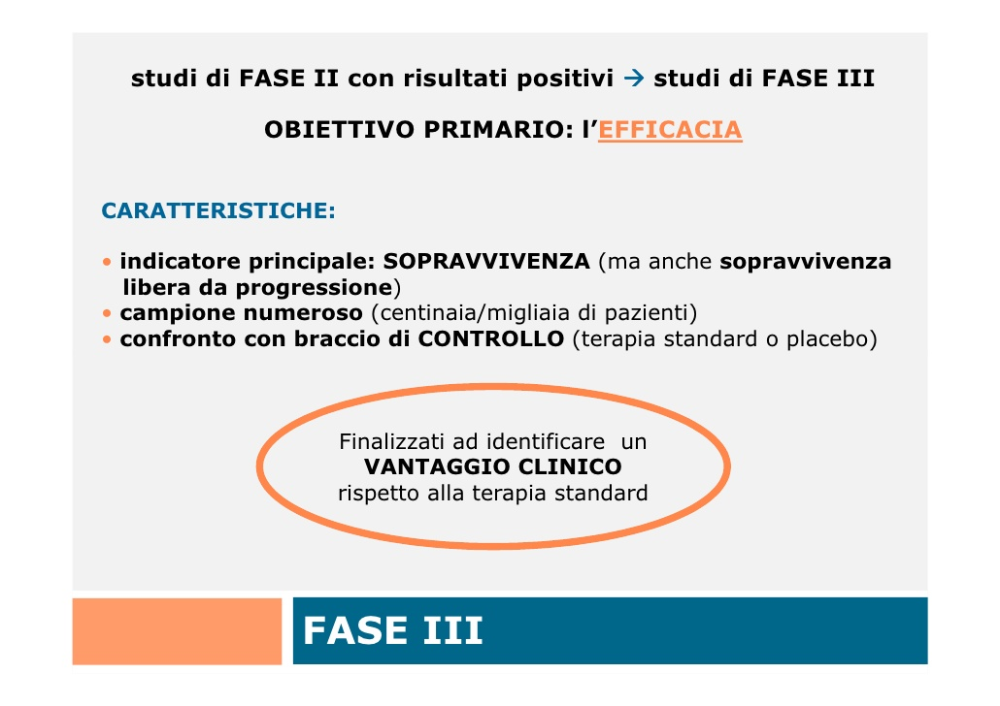 studi di FASE II con risultati positivi → studi di FASE III
OBIETTIVO PRIMARIO: l’EFFICACIA
CARATTERISTICHE:
• indicatore principale: SOPRAVVIVENZA (ma anche sopravvivenza
libera da progressione)
• campione numeroso (centinaia/migliaia di pazienti)
• confronto con braccio di CONTROLLO (terapia standard o placebo)
Finalizzati ad identificare un
VANTAGGIO CLINICO
rispetto alla terapia standard
FASE III